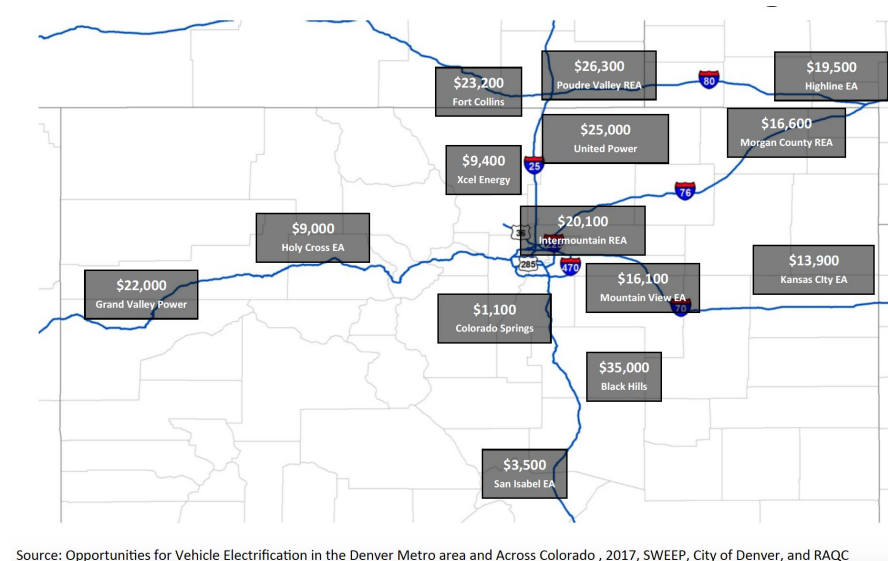 $26,300
Poudre Valley REA
$19,500
Highline EA
$23,200
Fort Collins
80
$16,600
Morgan County REA
$25,000
United Power
$9,400
Xcel Energy
25
76
$20,100
Intermountain REA
36
$9,000
Holy Cross EA
285
470
$13,900
Kansas CIty EA
$22,000
Grand Valley Power
$16,100
Mountain View EA
70
$1,100
Colorado Springs
$35,000
Black Hills
$3,500
San Isabel EA
Source: Opportunities for Vehicle Electrification in the Denver Metro area and Across Colorado , 2017, SWEEP, City of Denver, and RAQC